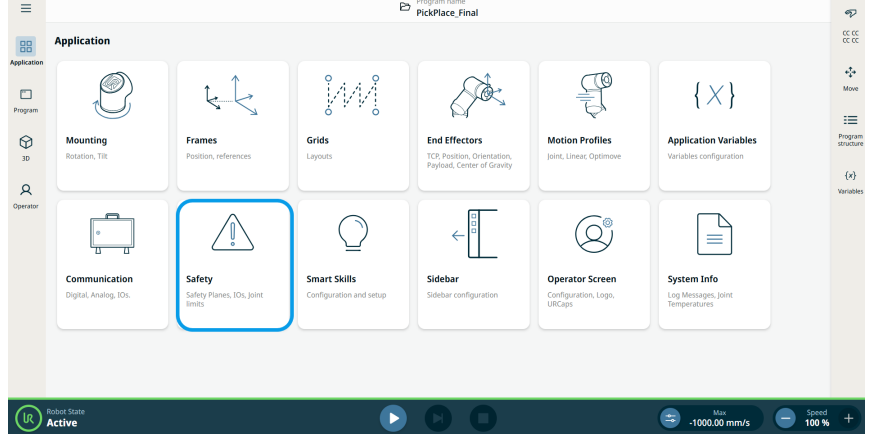 Program name
PickPlace_Final
Application
Application
Program
3D
Operator
Mounting
Rotation, Tilt
Frames
Position, references
Grids
Layouts
End Effectors
TCP, Position, Orientation,
Payload, Center of Gravity
Motion Profiles
Joint, Linear, Optimove
{X}
Application Variables
Variables configuration
Communication
Digital, Analog, IOs.
Safety
Safety Planes, IOs, Joint
limits
Smart Skills
Configuration and setup
Sidebar
Sidebar configuration
Operator Screen
Configuration, Logo,
URCaps
System Info
Log Messages, Joint
Temperatures
CC CC
CC CC
Move
Program
structure
{x}
Variables
UR
Robot State
Active
Max
-1000.00 mm/s
Speed
100 %